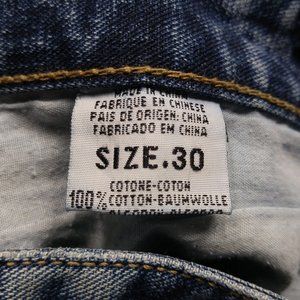 MADE IN CHINA
FABRIQUE EN CHINESE
PAIS DE ORIGEN: CHINA
FABRICADO EM CHINA
SIZE.30
COTONE-COTON
100% COTTON-BAUMWOLLE